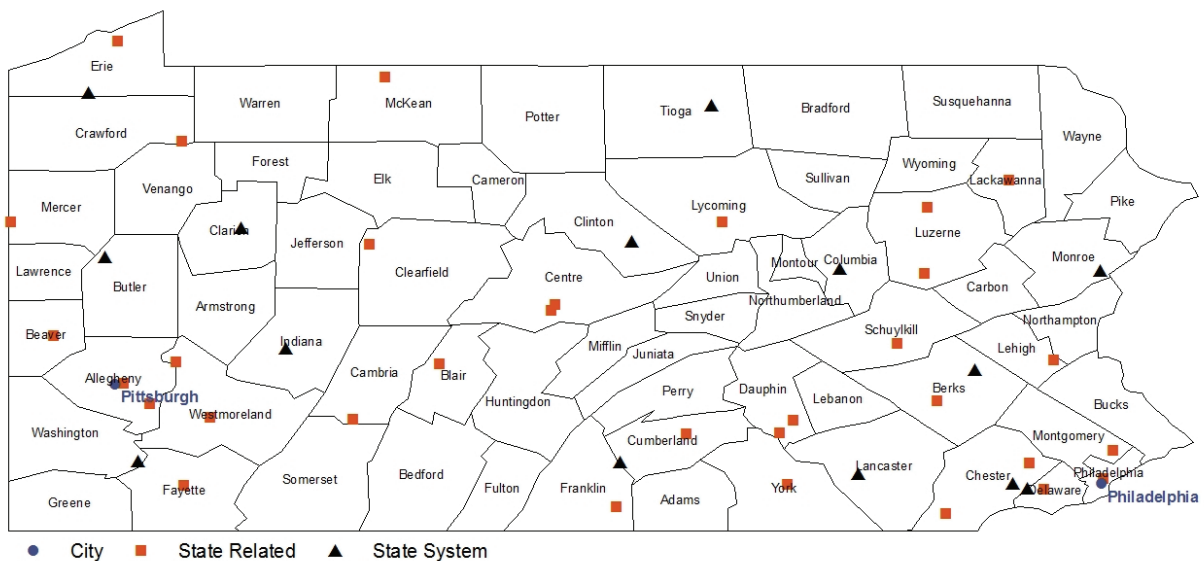 Erie
Warren
McKean
Potter
Tioga
Bradford
Susquehanna
Wayne
Crawford
Forest
Elk
Cameron
Sullivan
Wyoming
Lackawanna
Pike
Venango
Mercer
Clarion
Jefferson
Clinton
Lycoming
Luzerne
Lawrence
Butler
Clearfield
Centre
Union
Montour
Columbia
Monroe
Armstrong
Northumberland
Carbon
Beaver
Indiana
Snyder
Schuylkill
Northampton
Mifflin
Juniata
Lehigh
Allegheny
Pittsburgh
Cambria
Blair
Perry
Dauphin
Lebanon
Berks
Bucks
Washington
Westmoreland
Huntingdon
Cumberland
Montgomery
Greene
Fayette
Somerset
Bedford
Fulton
Franklin
Adams
York
Lancaster
Chester
Delaware
Philadelphia
Philadelphia
City
State Related
State System